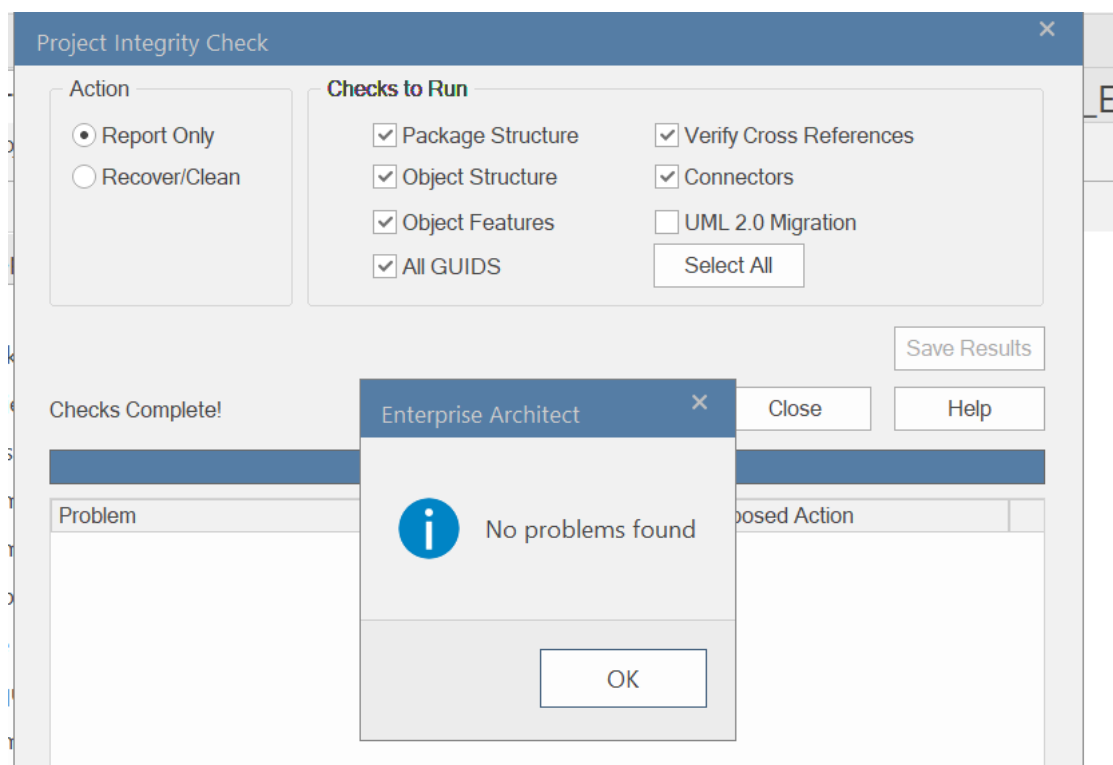 Project Integrity Check
Action
Report Only
Recover/Clean
Checks to Run
Package Structure
Object Structure
Object Features
All GUIDS
Verify Cross References
Connectors
UML 2.0 Migration
Select All
Save Results
Checks Complete!
Close
Help
Problem
posed Action
Enterprise Architect
No problems found
OK